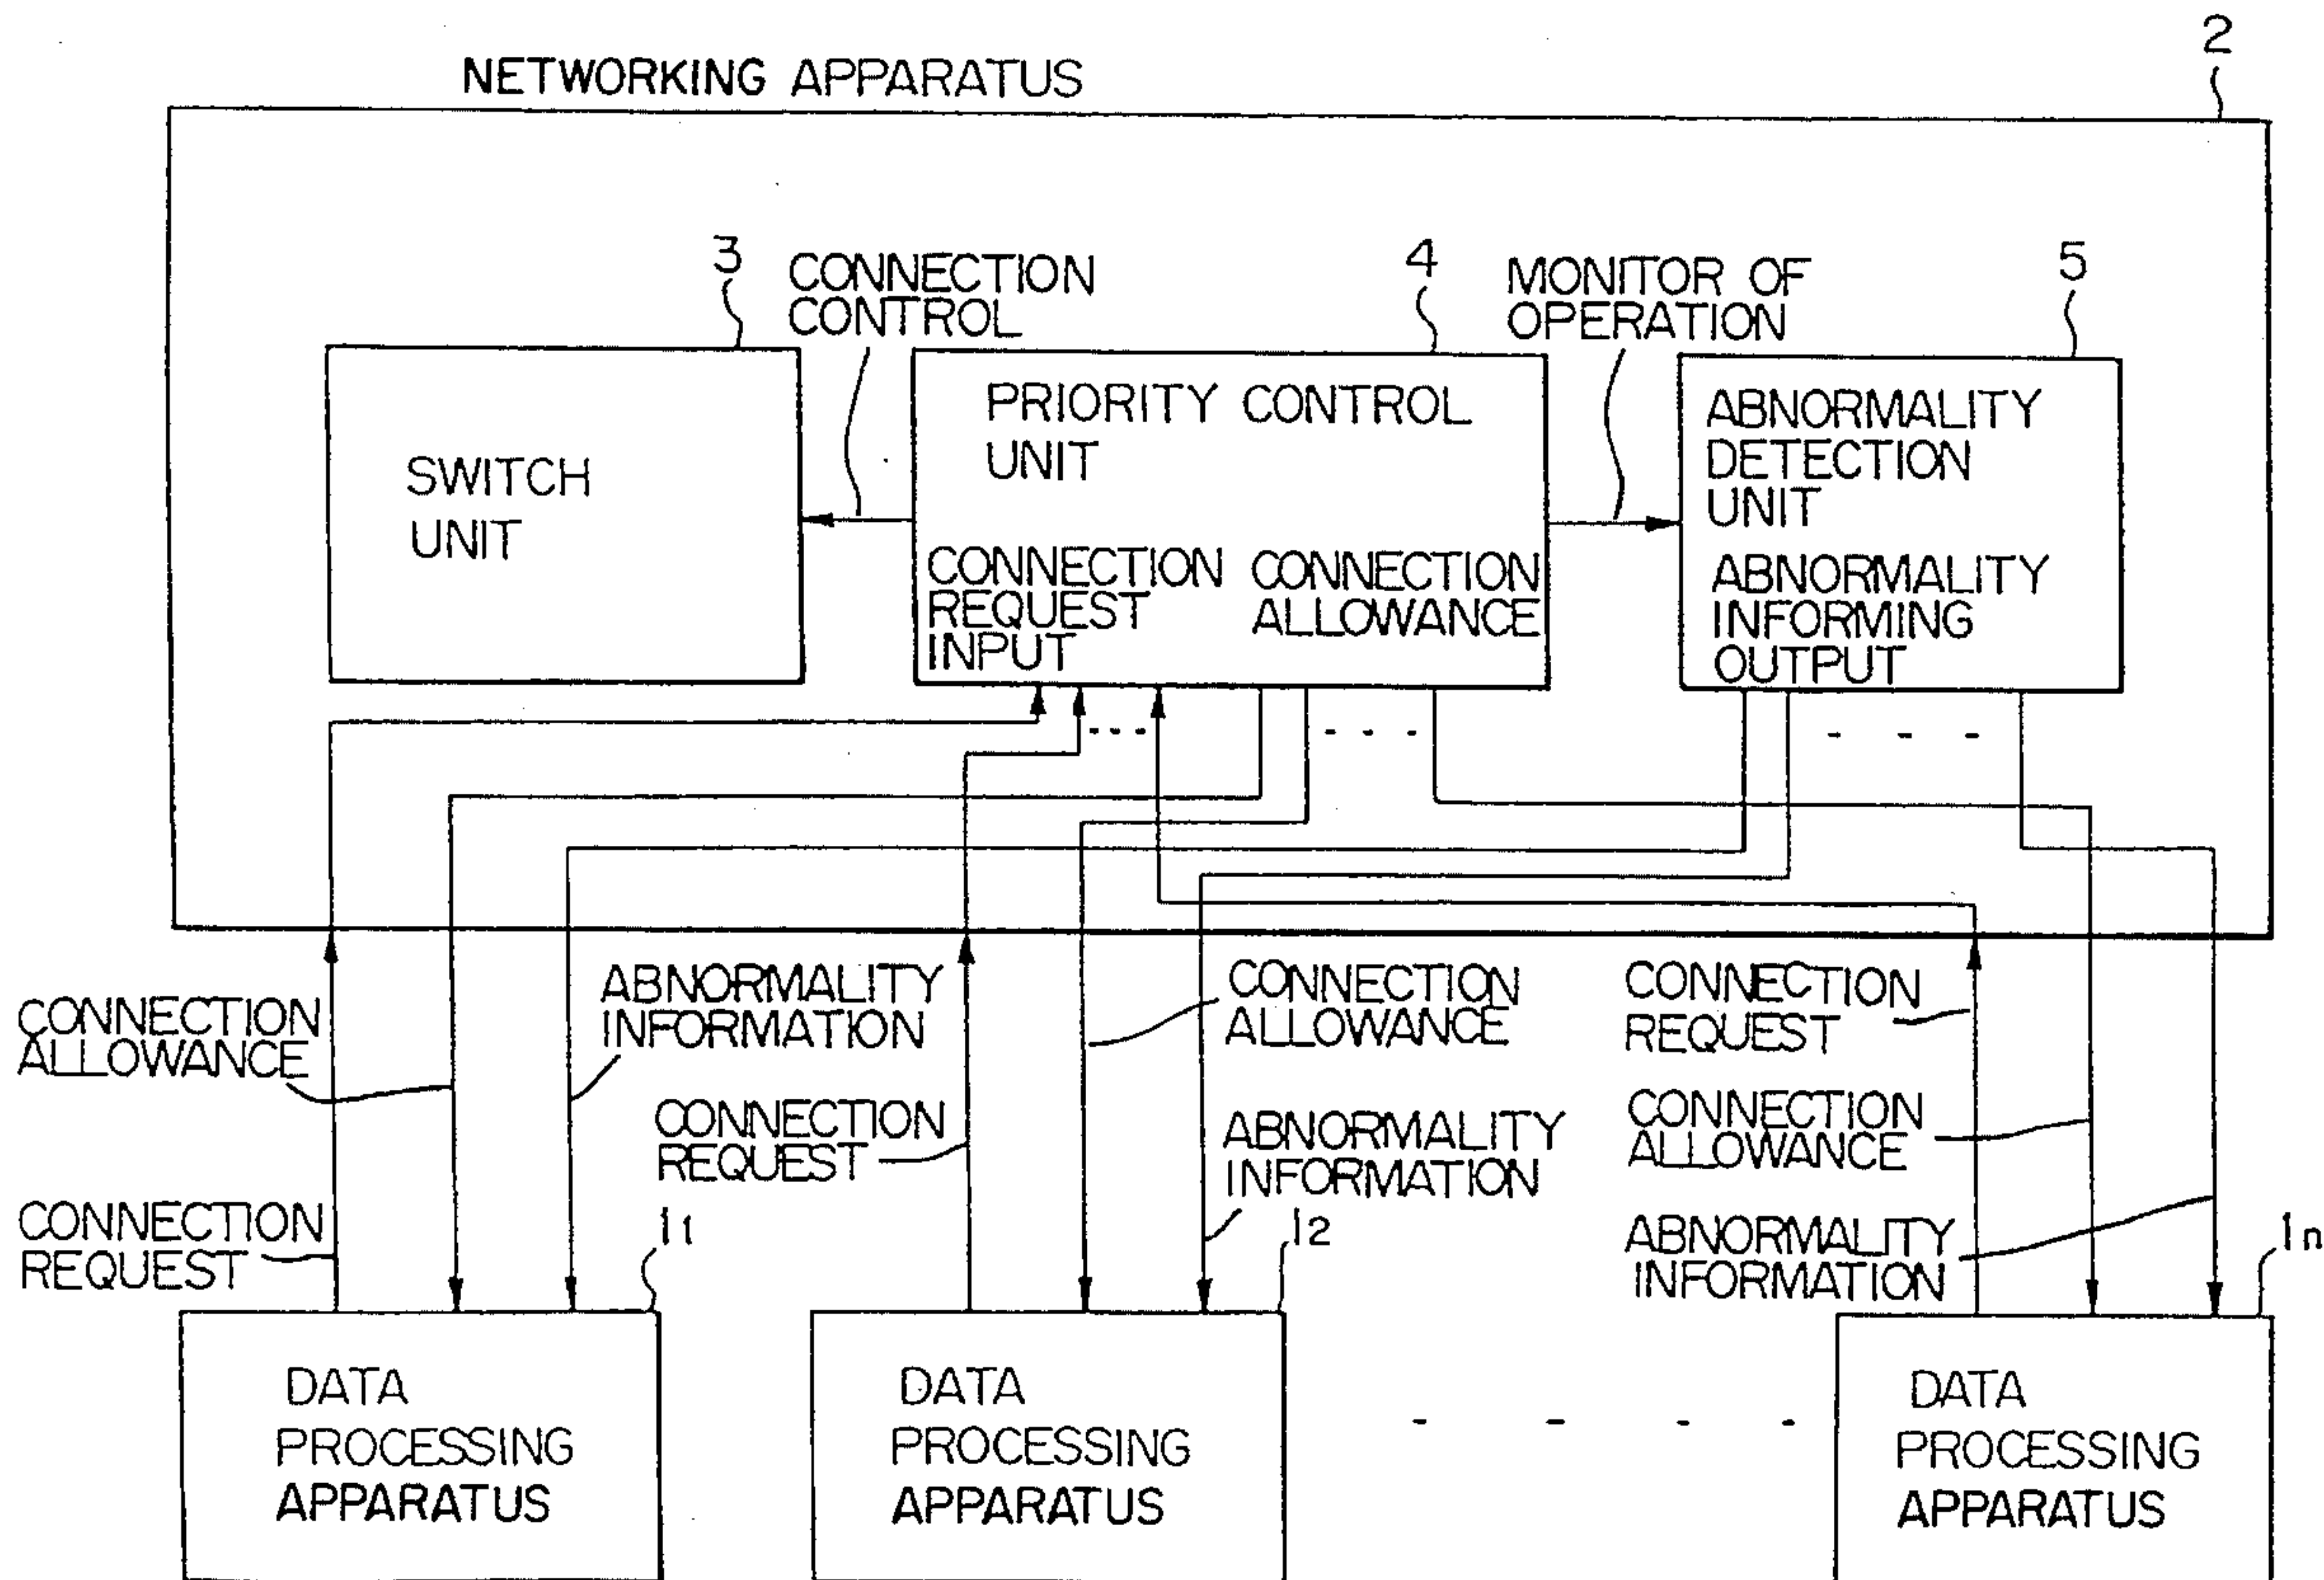 2
NETWORKING APPARATUS
3
CONNECTION
CONTROL
4
MONITOR OF
OPERATION
5
SWITCH
UNIT
PRIORITY CONTROL
UNIT
CONNECTION
REQUEST
INPUT
CONNECTION
ALLOWANCE
ABNORMALITY
DETECTION
UNIT
ABNORMALITY
INFORMING
OUTPUT
CONNECTION
ALLOWANCE
ABNORMALITY
INFORMATION
CONNECTION
REQUEST
11
CONNECTION
REQUEST
CONNECTION
ALLOWANCE
ABNORMALITY
INFORMATION
12
CONNECTION
REQUEST
CONNECTION
ALLOWANCE
ABNORMALITY
INFORMATION
1n
DATA
PROCESSING
APPARATUS
DATA
PROCESSING
APPARATUS
DATA
PROCESSING
APPARATUS